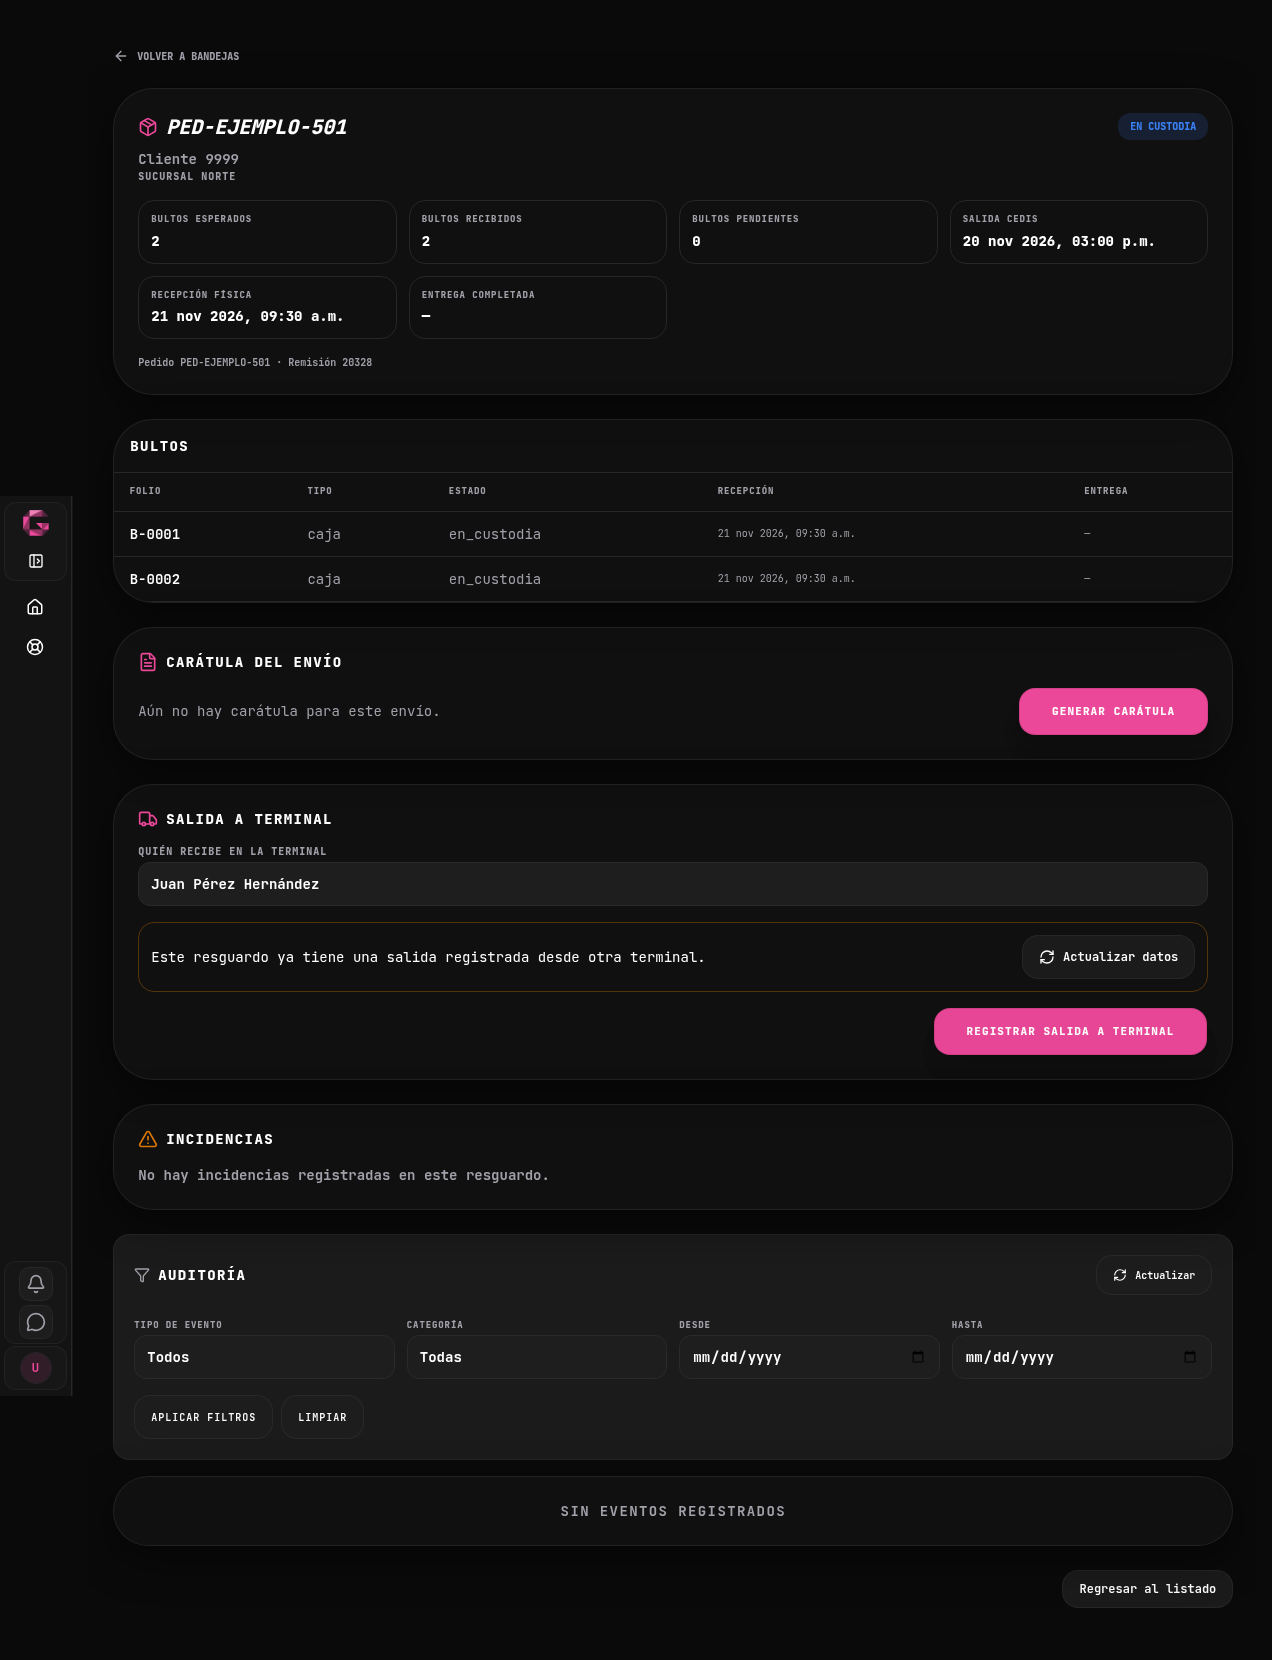 VOLVER A BANDEJAS
PED-EJEMPLO-501
EN CUSTODIA
Cliente 9999
SUCURSAL NORTE
BULTOS ESPERADOS
2
BULTOS RECIBIDOS
2
BULTOS PENDIENTES
0
SALIDA CEDIS
20 nov 2026, 03:00 p.m.
RECEPCIÓN FÍSICA
21 nov 2026, 09:30 a.m.
ENTREGA COMPLETADA
—
Pedido PED-EJEMPLO-501 · Remisión 20328
BULTOS
FOLIO TIPO ESTADO RECEPCIÓN ENTREGA
B-0001 caja en_custodia 21 nov 2026, 09:30 a.m. —
B-0002 caja en_custodia 21 nov 2026, 09:30 a.m. —
CARÁTULA DEL ENVÍO
Aún no hay carátula para este envío.
GENERAR CARÁTULA
SALIDA A TERMINAL
QUIÉN RECIBE EN LA TERMINAL
Juan Pérez Hernández
Este resguardo ya tiene una salida registrada desde otra terminal.
Actualizar datos
REGISTRAR SALIDA A TERMINAL
INCIDENCIAS
No hay incidencias registradas en este resguardo.
AUDITORÍA
Actualizar
TIPO DE EVENTO
Todos
CATEGORÍA
Todas
DESDE
mm/dd/yyyy
HASTA
mm/dd/yyyy
APLICAR FILTROS
LIMPIAR
SIN EVENTOS REGISTRADOS
Regresar al listado
G
U